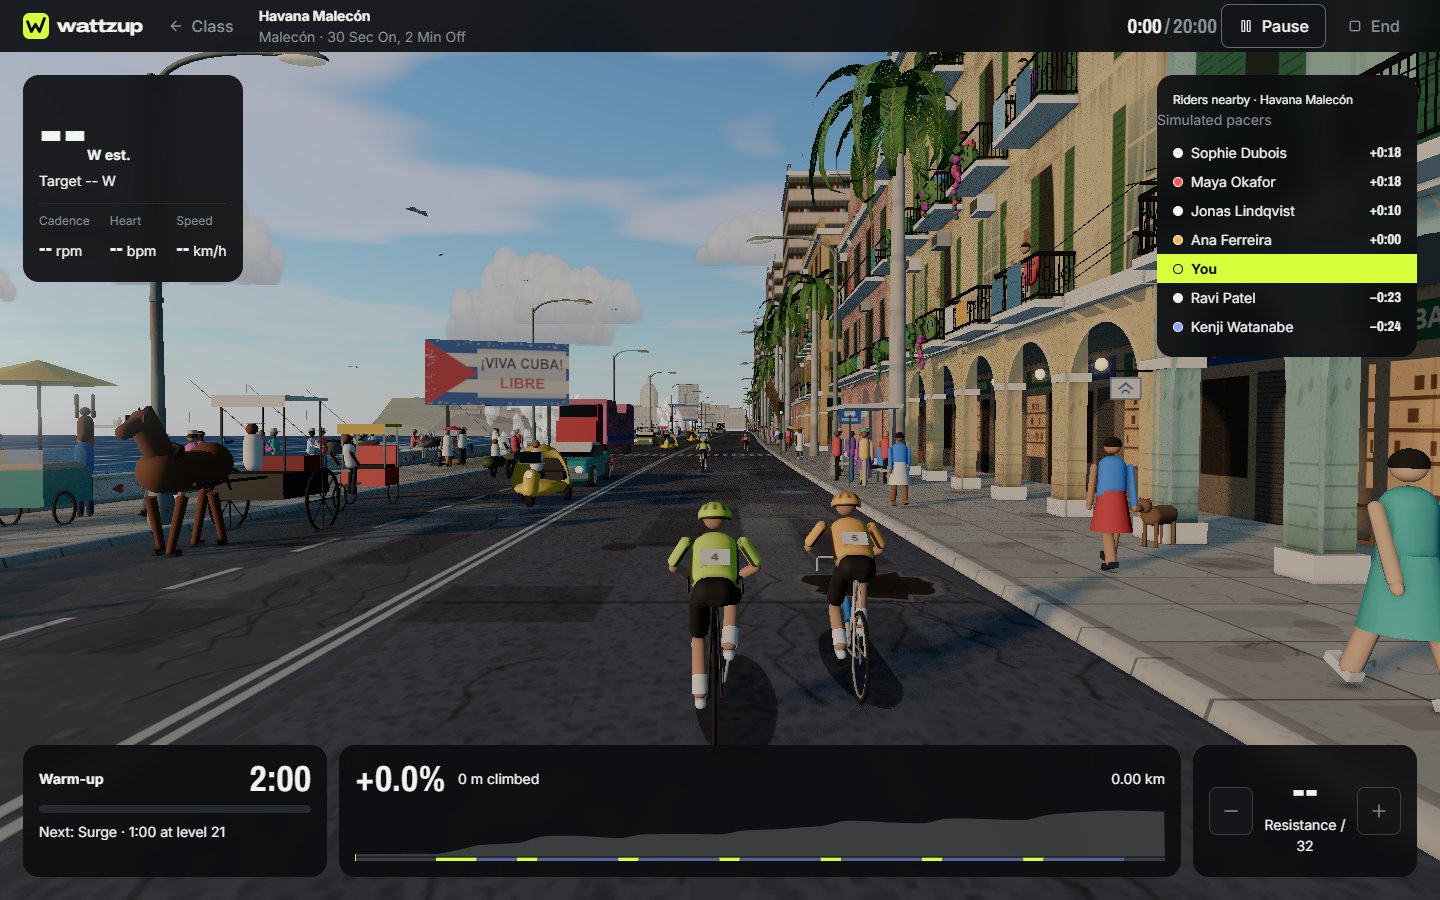 wattzup
← Class
Havana Malecón
Malecón · 30 Sec On, 2 Min Off
0:00 / 20:00
Pause
End
-- W est.
Target -- W
Cadence Heart Speed
-- rpm -- bpm -- km/h
Riders nearby · Havana Malecón
Simulated pacers
Sophie Dubois +0:18
Maya Okafor +0:18
Jonas Lindqvist +0:10
Ana Ferreira +0:00
You
Ravi Patel −0:23
Kenji Watanabe −0:24
¡VIVA CUBA!
LIBRE
4
5
Warm-up 2:00
Next: Surge · 1:00 at level 21
+0.0% 0 m climbed 0.00 km
--
Resistance /
32